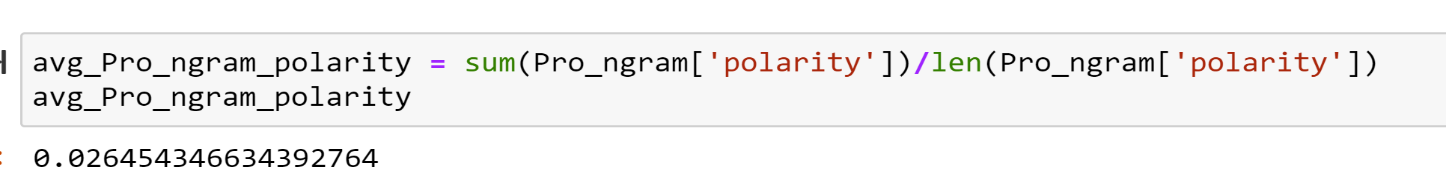 avg_Pro_ngram_polarity = sum(Pro_ngram['polarity'])/len(Pro_ngram['polarity'])
avg_Pro_ngram_polarity
0.026454346634392764